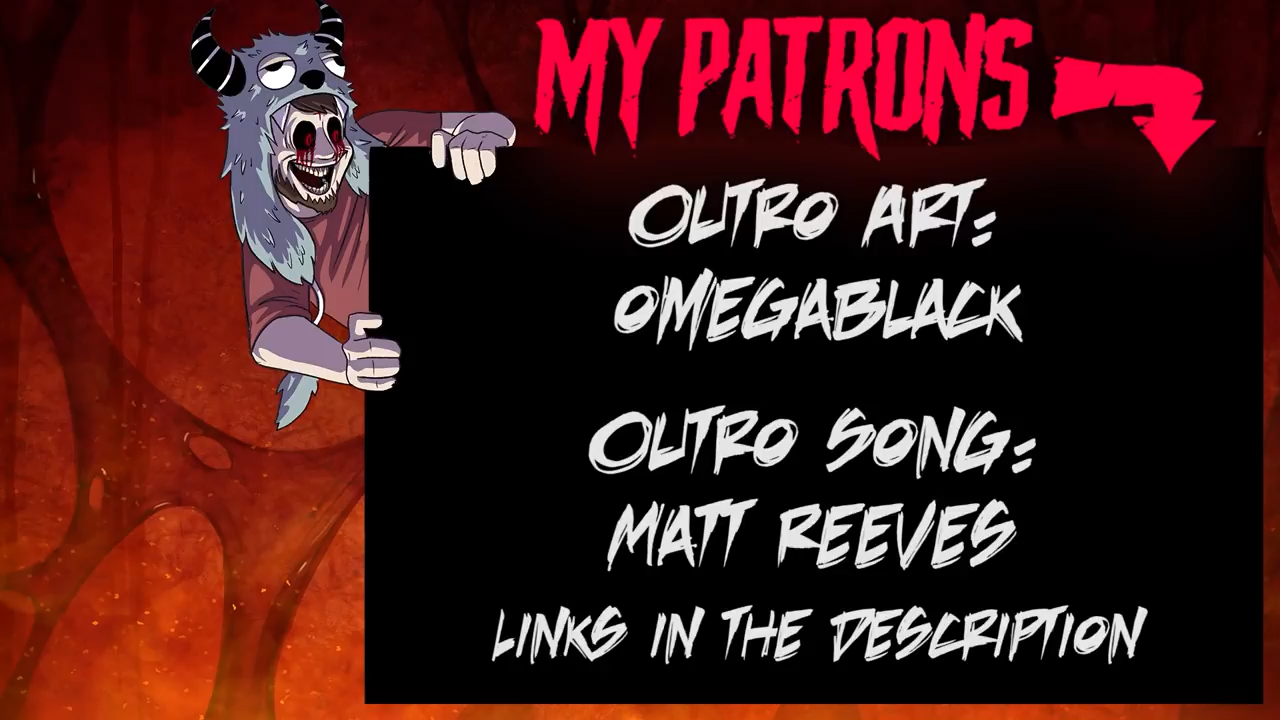 MY PATRONS
OUTRO ART:
OMEGABLACK
OUTRO SONG:
MATT REEVES
LINKS IN THE DESCRIPTION